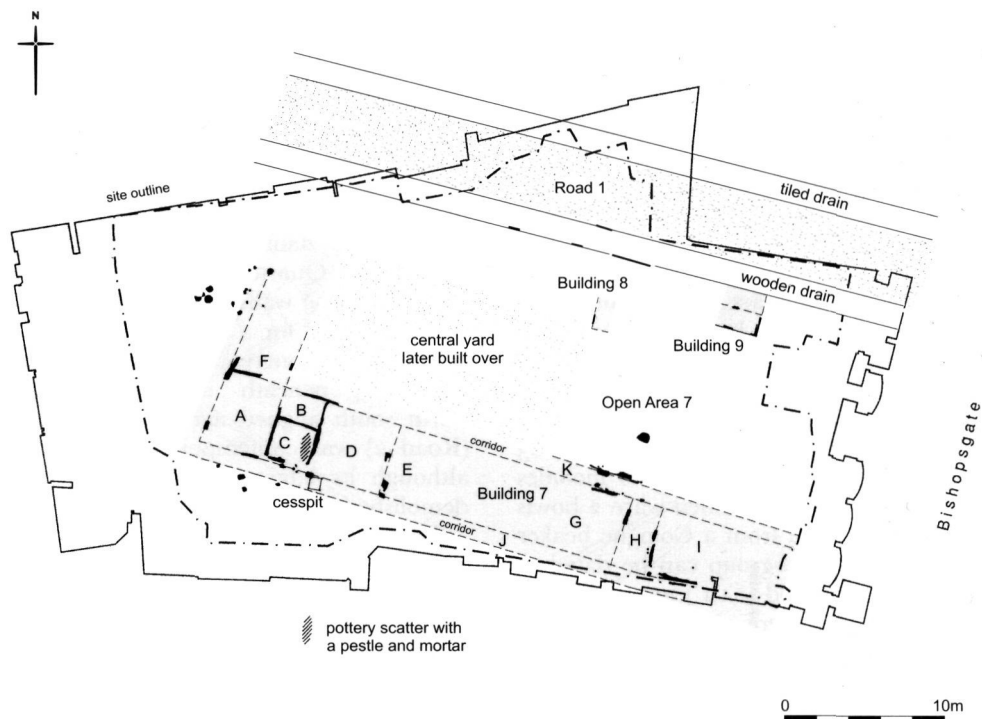 N
site outline
Road 1
tiled drain
wooden drain
Building 8
Building 9
central yard
later built over
F
A
B
C
D
E
Open Area 7
corridor
K
Building 7
G
H
I
J
corridor
cesspit
Bishopsgate
pottery scatter with
a pestle and mortar
0
10m